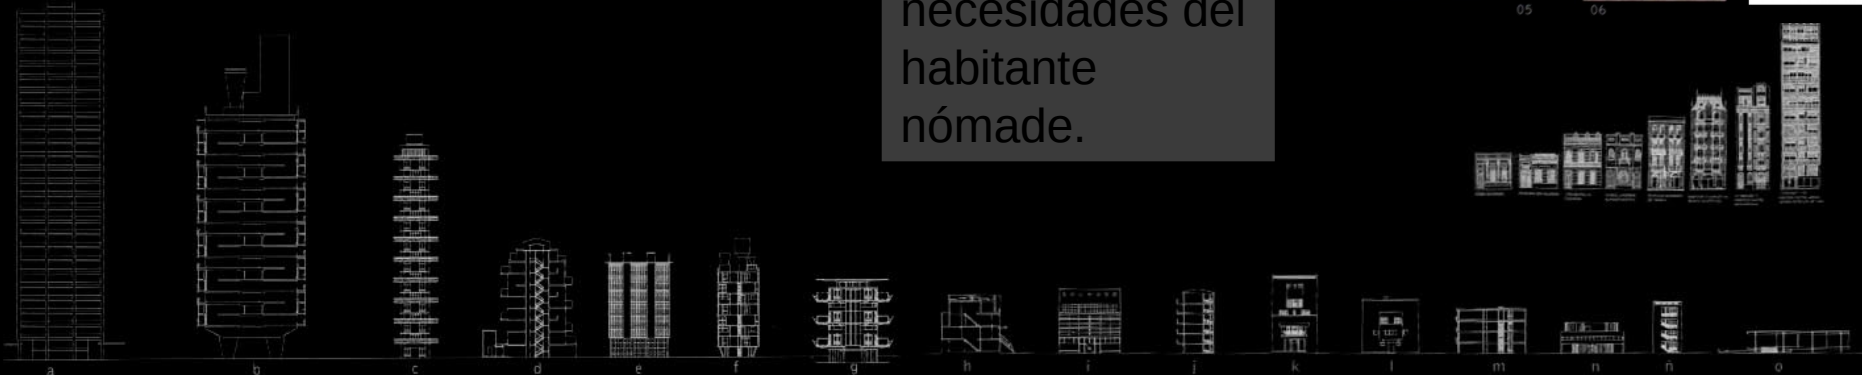 necesidades del
habitante
nómade.
05 06
a b c d e f g h i j k l m n ñ o